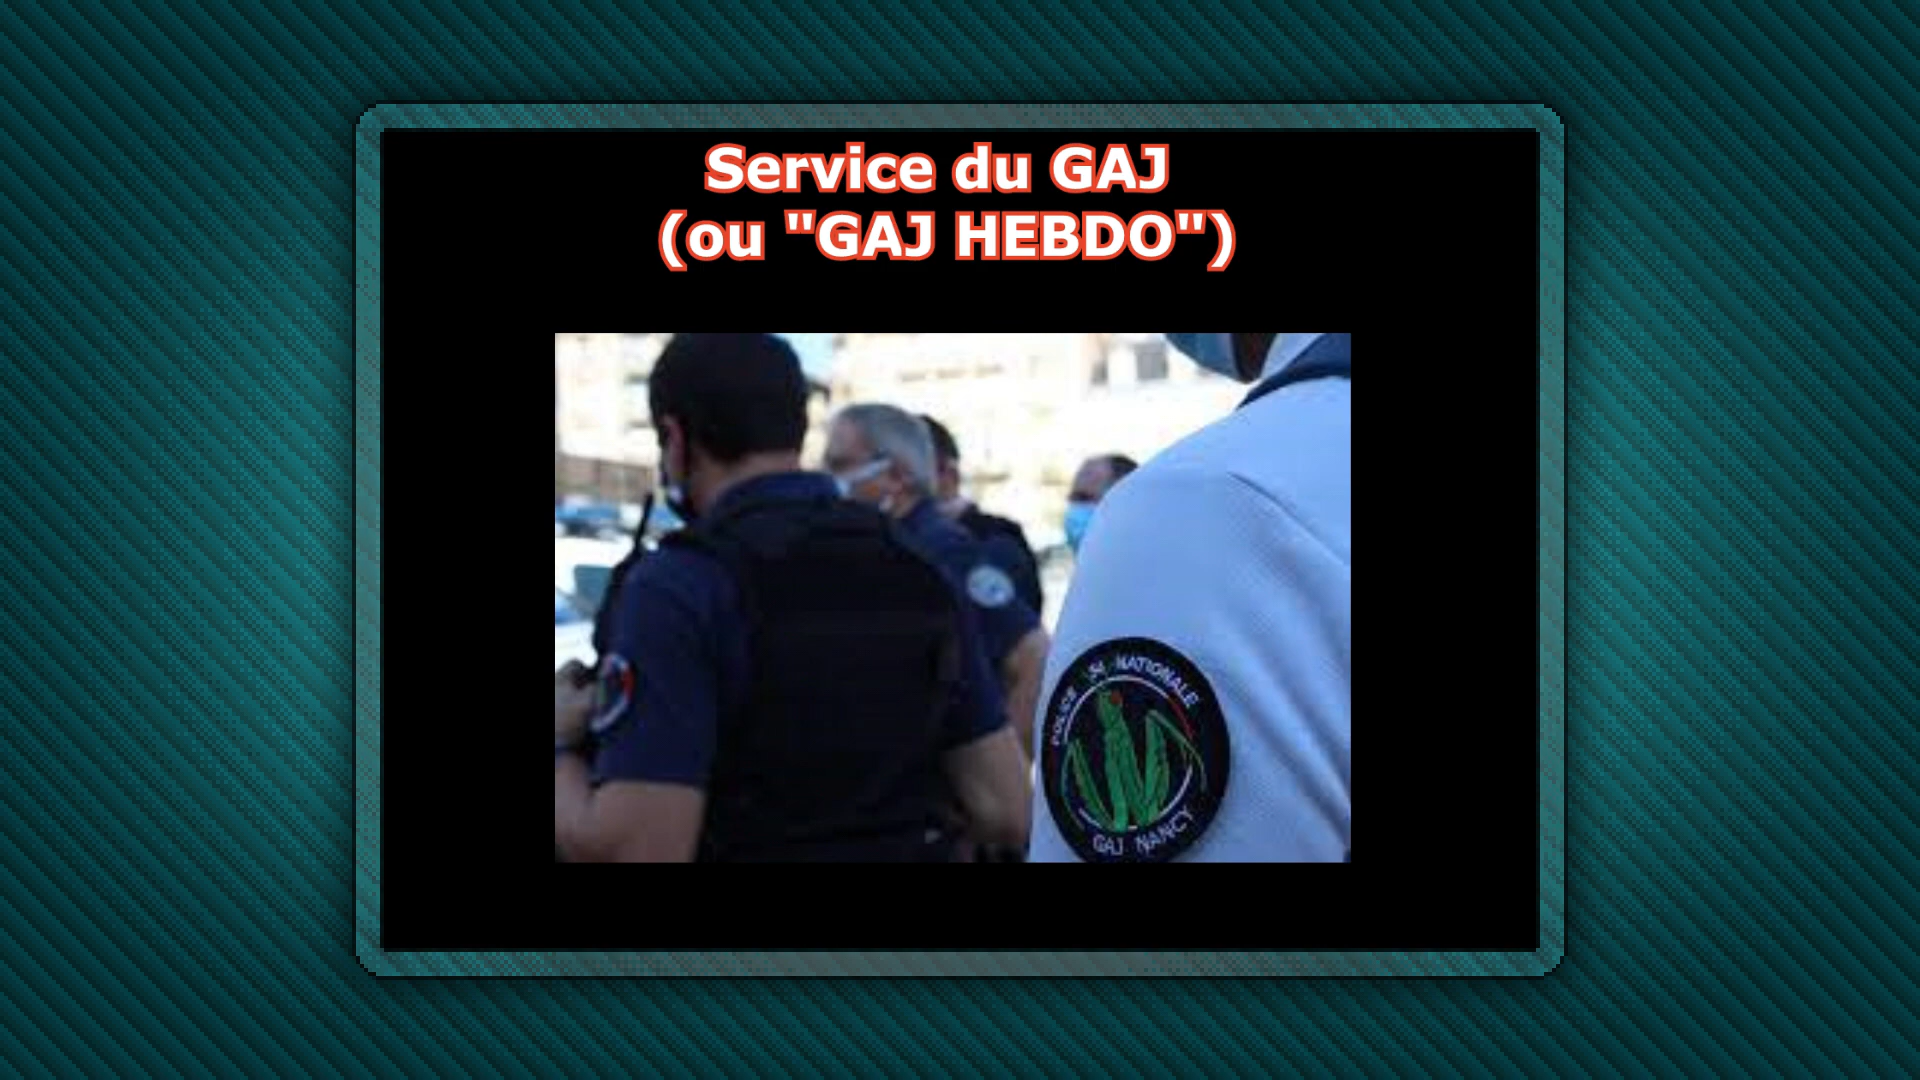 Service du GAJ
(ou "GAJ HEBDO")
POLICE NATIONALE
GAJ NANCY